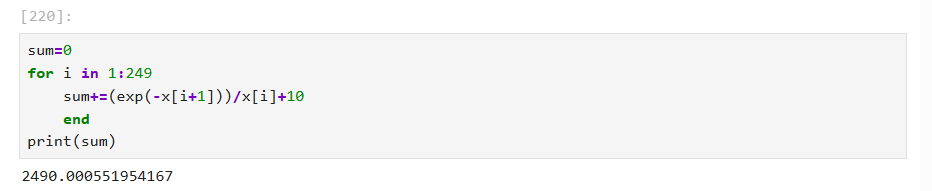 [220]:
sum=0
for i in 1:249
    sum+=(exp(-x[i+1]))/x[i]+10
    end
print(sum)
2490.000551954167